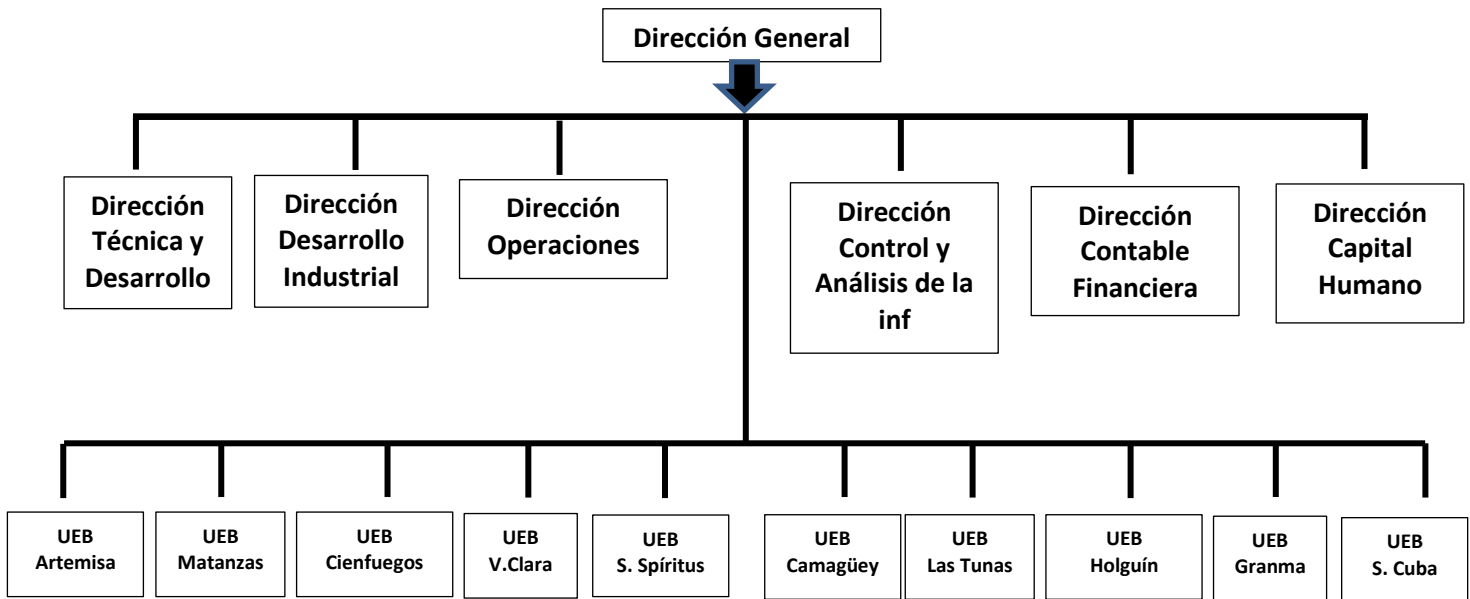 Dirección General
Dirección
Técnica y
Desarrollo
Dirección
Desarrollo
Industrial
Dirección
Operaciones
Dirección
Control y
Análisis de la
inf
Dirección
Contable
Financiera
Dirección
Capital
Humano
UEB
Artemisa
UEB
Matanzas
UEB
Cienfuegos
UEB
V.Clara
UEB
S. Spíritus
UEB
Camagüey
UEB
Las Tunas
UEB
Holguín
UEB
Granma
UEB
S. Cuba